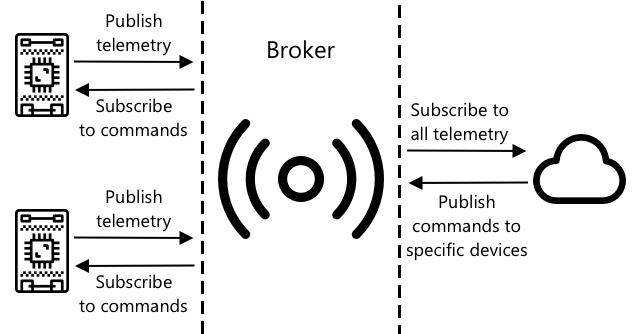 Publish
telemetry
Subscribe
to commands
Publish
telemetry
Subscribe
to commands
Broker
Subscribe to
all telemetry
Publish
commands to
specific devices